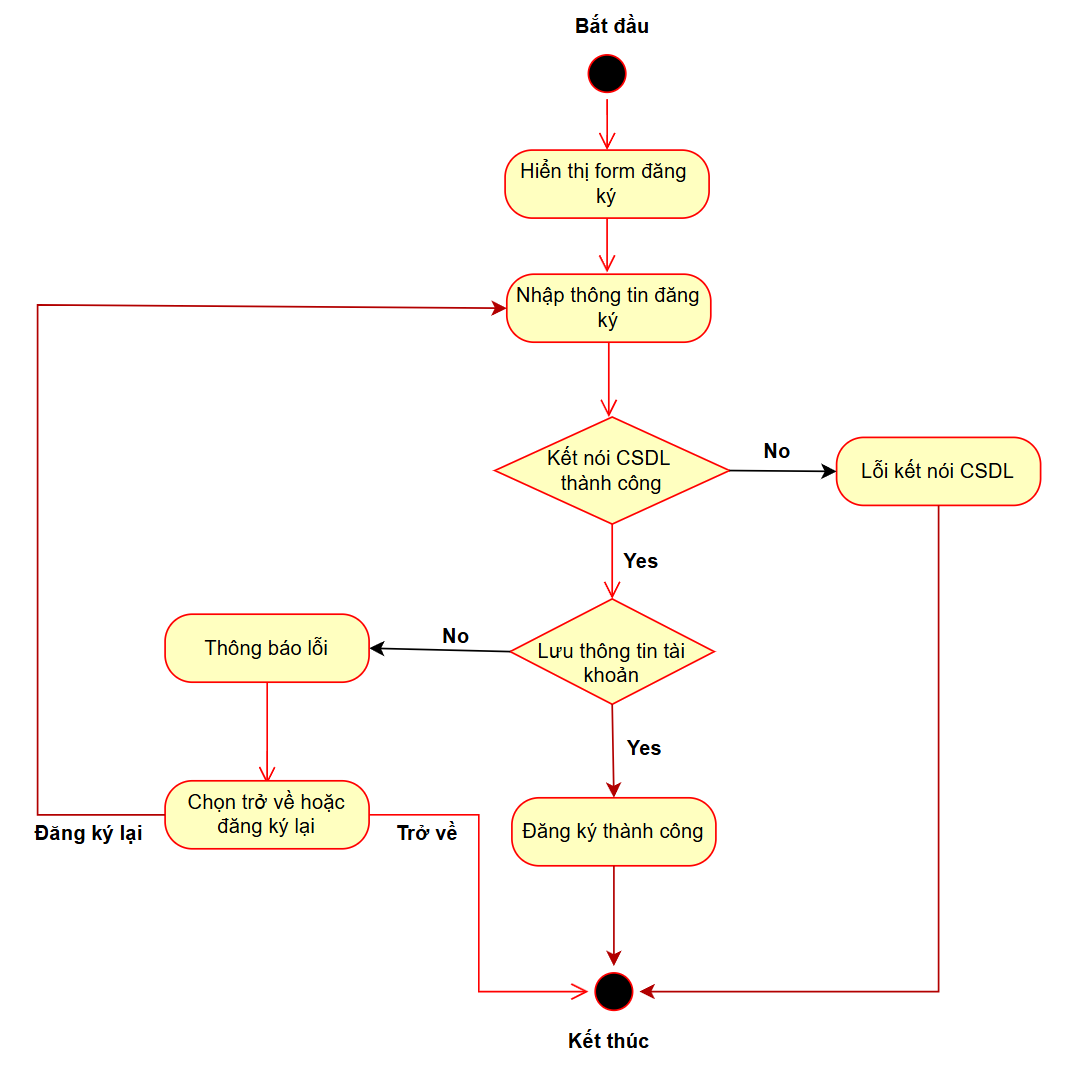 Bắt đầu
Hiển thị form đăng
ký
Nhập thông tin đăng
ký
Kết nói CSDL
thành công
No
Lỗi kết nối CSDL
Yes
Thông báo lỗi
No
Lưu thông tin tài
khoản
Yes
Chọn trở về hoặc
đăng ký lại
Đăng ký lại
Trở về
Đăng ký thành công
Kết thúc